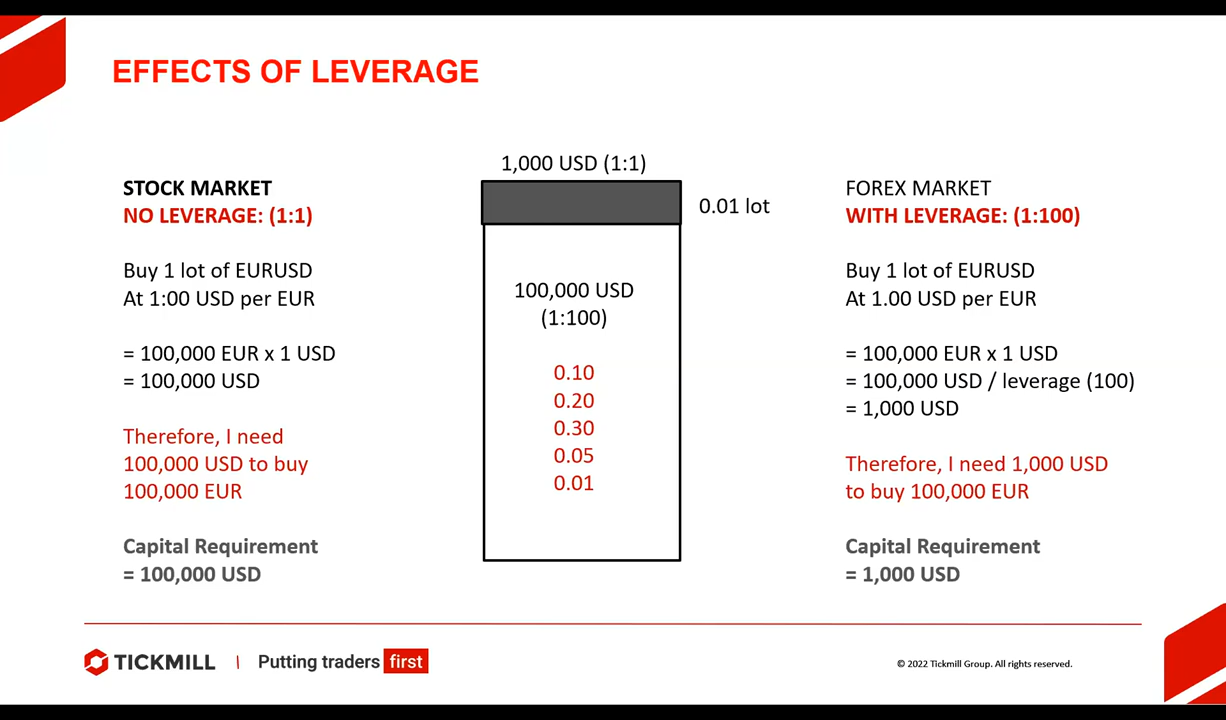 EFFECTS OF LEVERAGE
STOCK MARKET
NO LEVERAGE: (1:1)
Buy 1 lot of EURUSD
At 1:00 USD per EUR
= 100,000 EUR x 1 USD
= 100,000 USD
Therefore, I need
100,000 USD to buy
100,000 EUR
Capital Requirement
= 100,000 USD
1,000 USD (1:1)
0.01 lot
100,000 USD
(1:100)
0.10
0.20
0.30
0.05
0.01
FOREX MARKET
WITH LEVERAGE: (1:100)
Buy 1 lot of EURUSD
At 1.00 USD per EUR
= 100,000 EUR x 1 USD
= 100,000 USD / leverage (100)
= 1,000 USD
Therefore, I need 1,000 USD
to buy 100,000 EUR
Capital Requirement
= 1,000 USD
TICKMILL | Putting traders first
© 2022 Tickmill Group. All rights reserved.